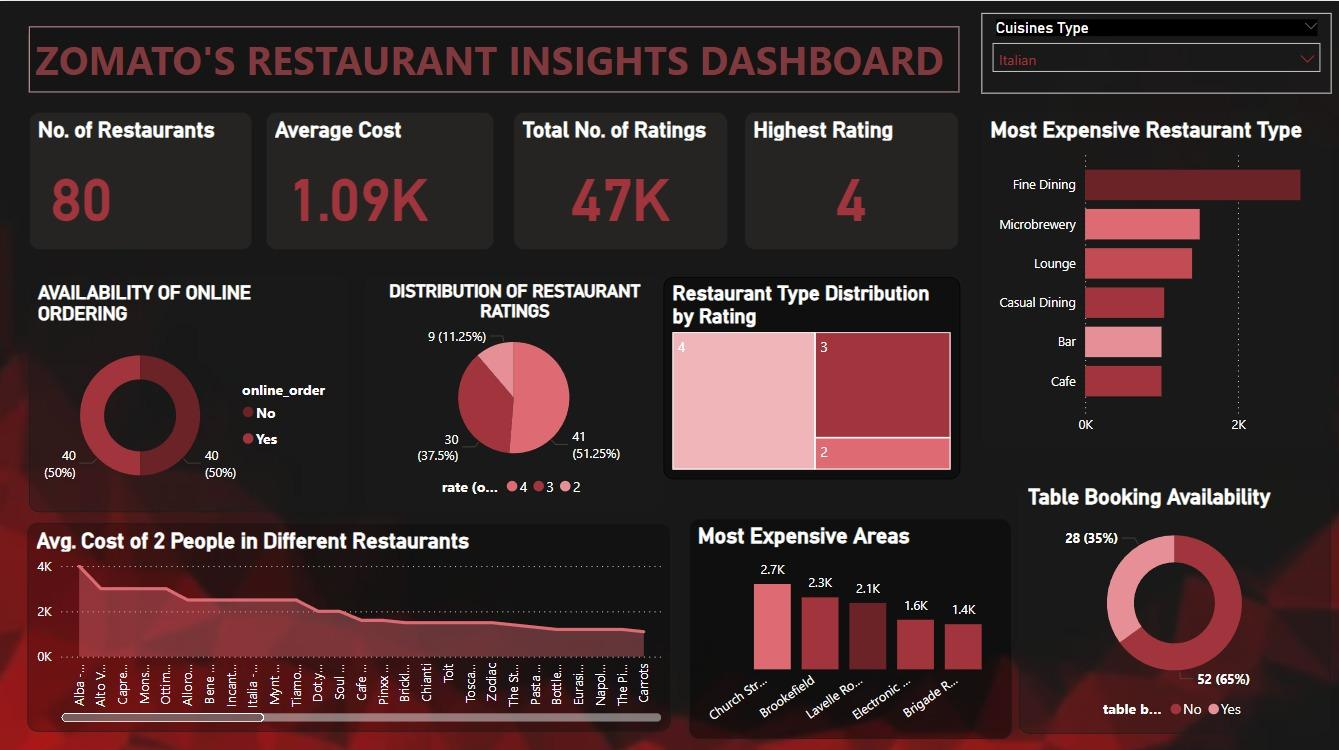 ZOMATO'S RESTAURANT INSIGHTS DASHBOARD
Cuisines Type
Italian
No. of Restaurants
80
Average Cost
1.09K
Total No. of Ratings
47K
Highest Rating
4
Most Expensive Restaurant Type
Fine Dining
Microbrewery
Lounge
Casual Dining
Bar
Cafe
0K
2K
AVAILABILITY OF ONLINE
ORDERING
40
(50%)
40
(50%)
online_order
No
Yes
DISTRIBUTION OF RESTAURANT
RATINGS
9 (11.25%)
30
(37.5%)
41
(51.25%)
rate (o... 4 3 2
Restaurant Type Distribution
by Rating
4
3
2
Avg. Cost of 2 People in Different Restaurants
4K
2K
0K
Alba -...
Alto V...
Capre...
Mons...
Ottim...
Alloro...
Bene ...
Incant...
Italia -...
Mynt ...
Tiamo...
Dot.y...
Soul ...
Cafe ...
Pinxx ...
Brickl...
Chianti
Toit
Tosca...
Zodiac
The St...
Pasta ...
Bottle...
Eurasi...
Napol...
The Pi...
Carrots
Most Expensive Areas
2.7K
2.3K
2.1K
1.6K
1.4K
Church Str...
Brookefield
Lavelle Ro...
Electronic ...
Brigade R...
Table Booking Availability
28 (35%)
52 (65%)
table b... No Yes